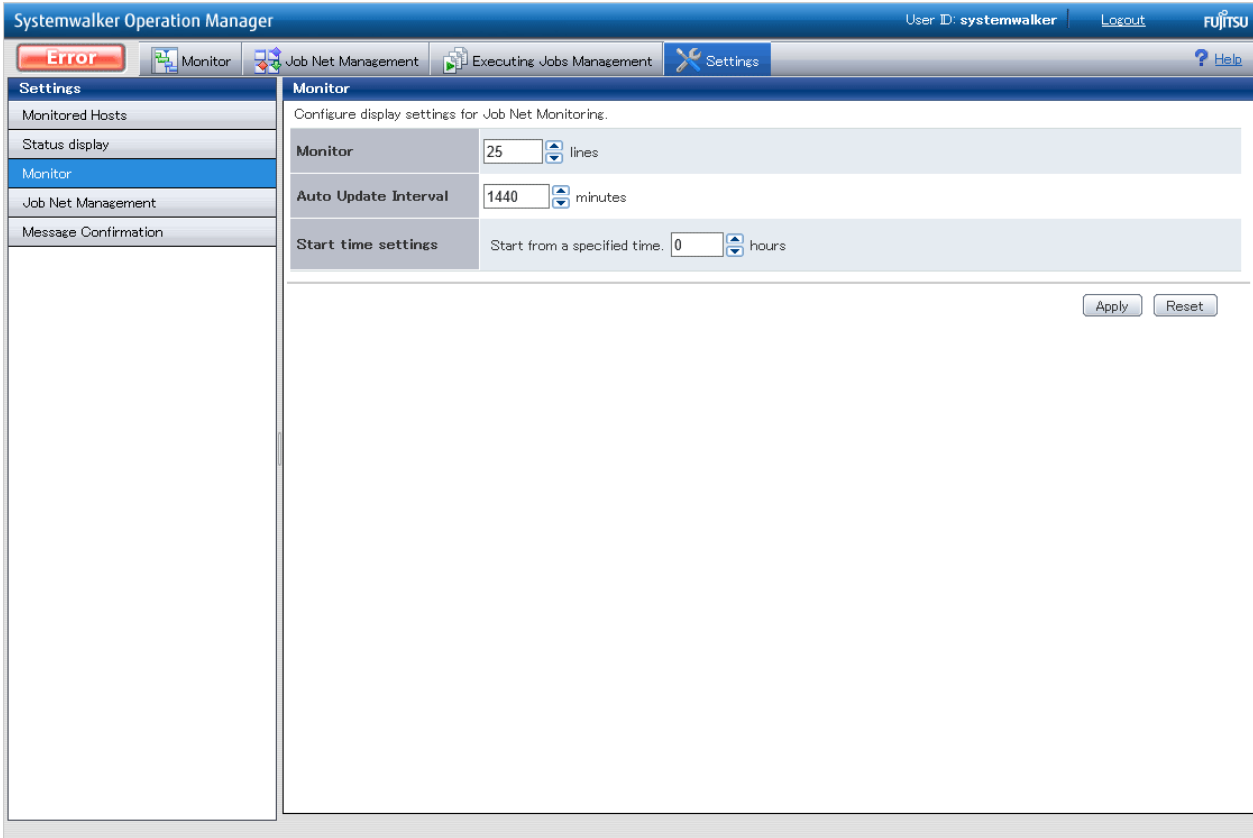 Systemwalker Operation Manager User ID: systemwalker Logout FUJITSU
Error Monitor Job Net Management Executing Jobs Management Settings ? Help
Settings
Monitored Hosts
Status display
Monitor
Job Net Management
Message Confirmation
Monitor
Configure display settings for Job Net Monitoring.
Monitor 25 lines
Auto Update Interval 1440 minutes
Start time settings Start from a specified time. 0 hours
Apply Reset